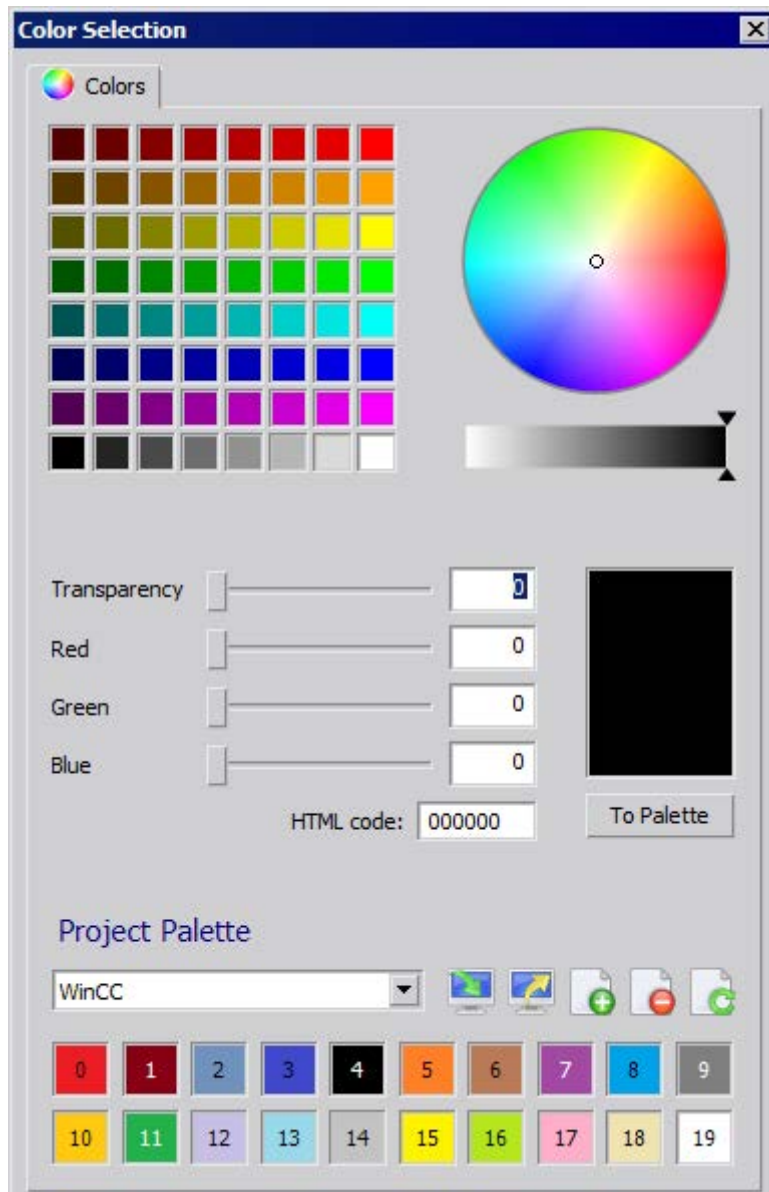 Color Selection
Colors
Transparency 0
Red 0
Green 0
Blue 0
HTML code: 000000 To Palette
Project Palette
WinCC
0 1 2 3 4 5 6 7 8 9
10 11 12 13 14 15 16 17 18 19